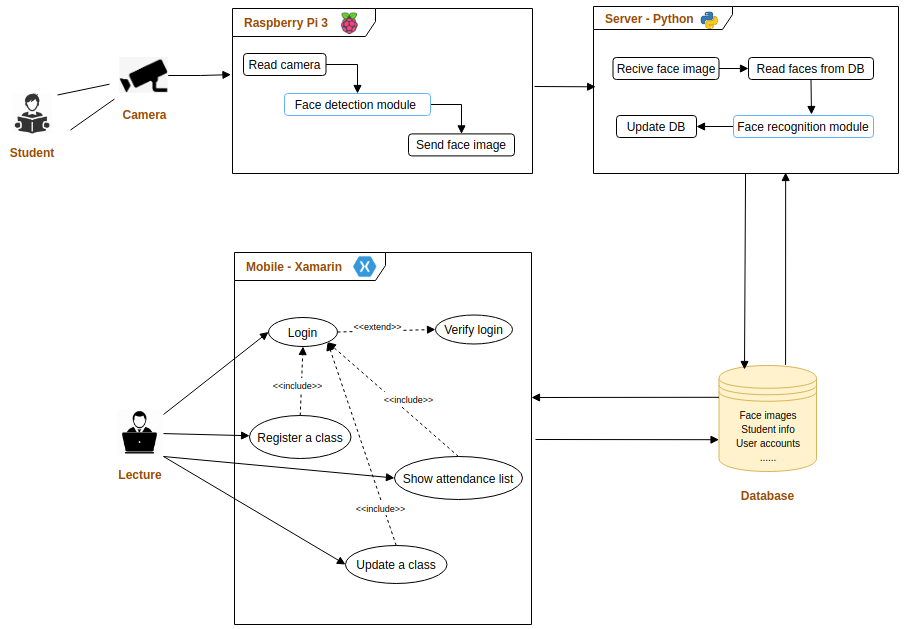 Raspberry Pi 3
Server - Python
Read camera
Face detection module
Send face image
Recive face image
Read faces from DB
Update DB
Face recognition module
Camera
Student
Mobile - Xamarin
Login
<<extend>>
Verify login
<<include>>
<<include>>
Register a class
Show attendance list
<<include>>
Update a class
Lecture
Face images
Student info
User accounts
......
Database